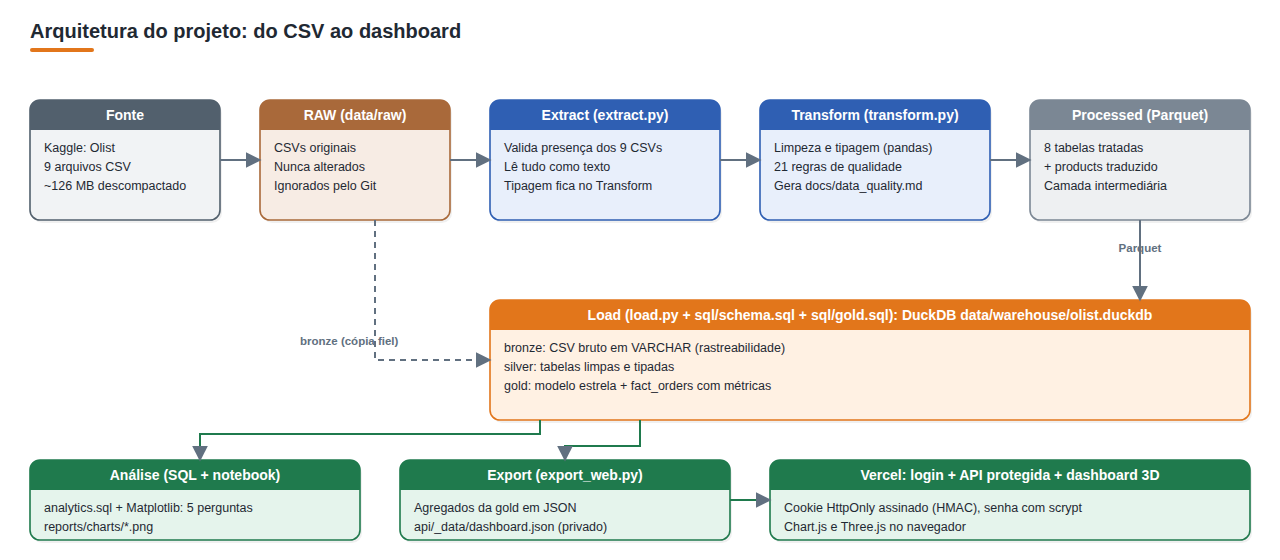 Arquitetura do projeto: do CSV ao dashboard
Fonte
Kaggle: Olist
9 arquivos CSV
~126 MB descompactado
RAW (data/raw)
CSVs originais
Nunca alterados
Ignorados pelo Git
Extract (extract.py)
Valida presença dos 9 CSVs
Lê tudo como texto
Tipagem fica no Transform
Transform (transform.py)
Limpeza e tipagem (pandas)
21 regras de qualidade
Gera docs/data_quality.md
Processed (Parquet)
8 tabelas tratadas
+ products traduzido
Camada intermediária
Parquet
bronze (cópia fiel)
Load (load.py + sql/schema.sql + sql/gold.sql): DuckDB data/warehouse/olist.duckdb
bronze: CSV bruto em VARCHAR (rastreabilidade)
silver: tabelas limpas e tipadas
gold: modelo estrela + fact_orders com métricas
Análise (SQL + notebook)
analytics.sql + Matplotlib: 5 perguntas
reports/charts/*.png
Export (export_web.py)
Agregados da gold em JSON
api/_data/dashboard.json (privado)
Vercel: login + API protegida + dashboard 3D
Cookie HttpOnly assinado (HMAC), senha com scrypt
Chart.js e Three.js no navegador